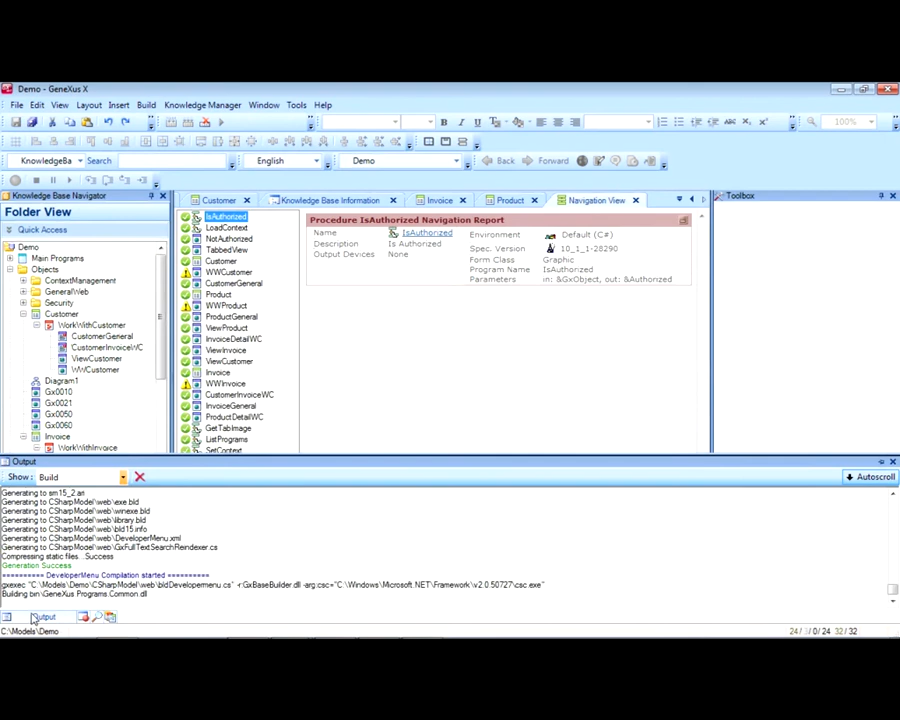 Demo - GeneXus X
File Edit View Layout Insert Build Knowledge Manager Window Tools Help
B I U A
ABC X X² 100%
KnowledgeBa Search English Demo Back Forward
Knowledge Base Navigator
Folder View
Quick Access
Demo
Main Programs
Objects
ContextManagement
GeneralWeb
Security
Customer
WorkWithCustomer
CustomerGeneral
CustomerInvoiceWC
ViewCustomer
WWCustomer
Diagram1
Gx0010
Gx0021
Gx0050
Gx0060
Invoice
WorkWithInvoice
Customer Knowledge Base Information Invoice Product Navigation View
IsAuthorized
LoadContext
NotAuthorized
TabbedView
Customer
WWCustomer
CustomerGeneral
Product
WWProduct
ProductGeneral
ViewProduct
InvoiceDetailWC
ViewInvoice
ViewCustomer
Invoice
WWInvoice
CustomerInvoiceWC
InvoiceGeneral
ProductDetailWC
GetTabImage
ListPrograms
SetContext
Procedure IsAuthorized Navigation Report
Name IsAuthorized
Description Is Authorized
Output Devices None
Environment Default (C#)
Spec. Version 10_1_1-28290
Form Class Graphic
Program Name IsAuthorized
Parameters in: &GxObject, out: &Authorized
Toolbox
Output
Show: Build Autoscroll
Generating to sm15_2.ari
Generating to CSharpModel\web\exe.bld
Generating to CSharpModel\web\winexe.bld
Generating to CSharpModel\web\library.bld
Generating to CSharpModel\web\bld15.info
Generating to CSharpModel\web\DeveloperMenu.xml
Generating to CSharpModel\web\GxFullTextSearchReindexer.cs
Compressing static files...Success
Generation Success
========== DeveloperMenu Compilation started ==========
gxexec "C:\Models\Demo\CSharpModel\web\bldDevelopermenu.cs" -r:GxBaseBuilder.dll -arg:csc="C:\Windows\Microsoft.NET\Framework\v2.0.50727\csc.exe"
Building bin\GeneXus.Programs.Common.dll
Output
C:\Models\Demo